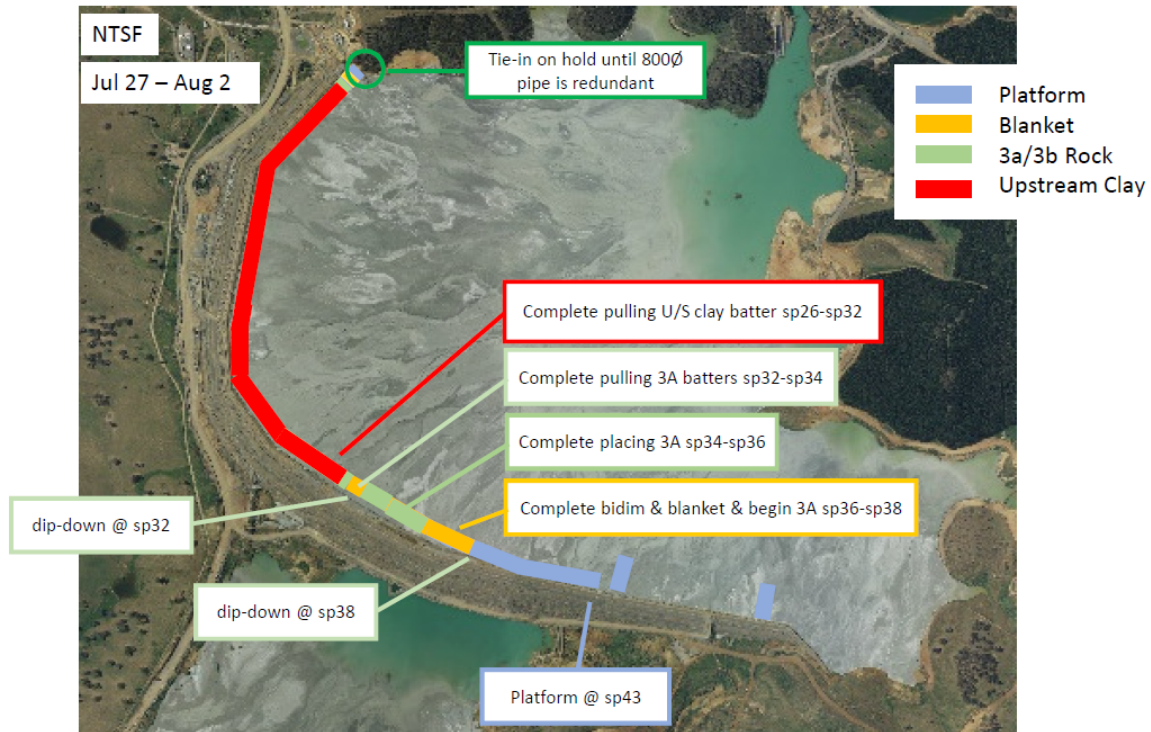 NTSF
Jul 27 – Aug 2
Tie-in on hold until 800Ø
pipe is redundant
Platform
Blanket
3a/3b Rock
Upstream Clay
Complete pulling U/S clay batter sp26-sp32
Complete pulling 3A batters sp32-sp34
Complete placing 3A sp34-sp36
Complete bidim & blanket & begin 3A sp36-sp38
dip-down @ sp32
dip-down @ sp38
Platform @ sp43